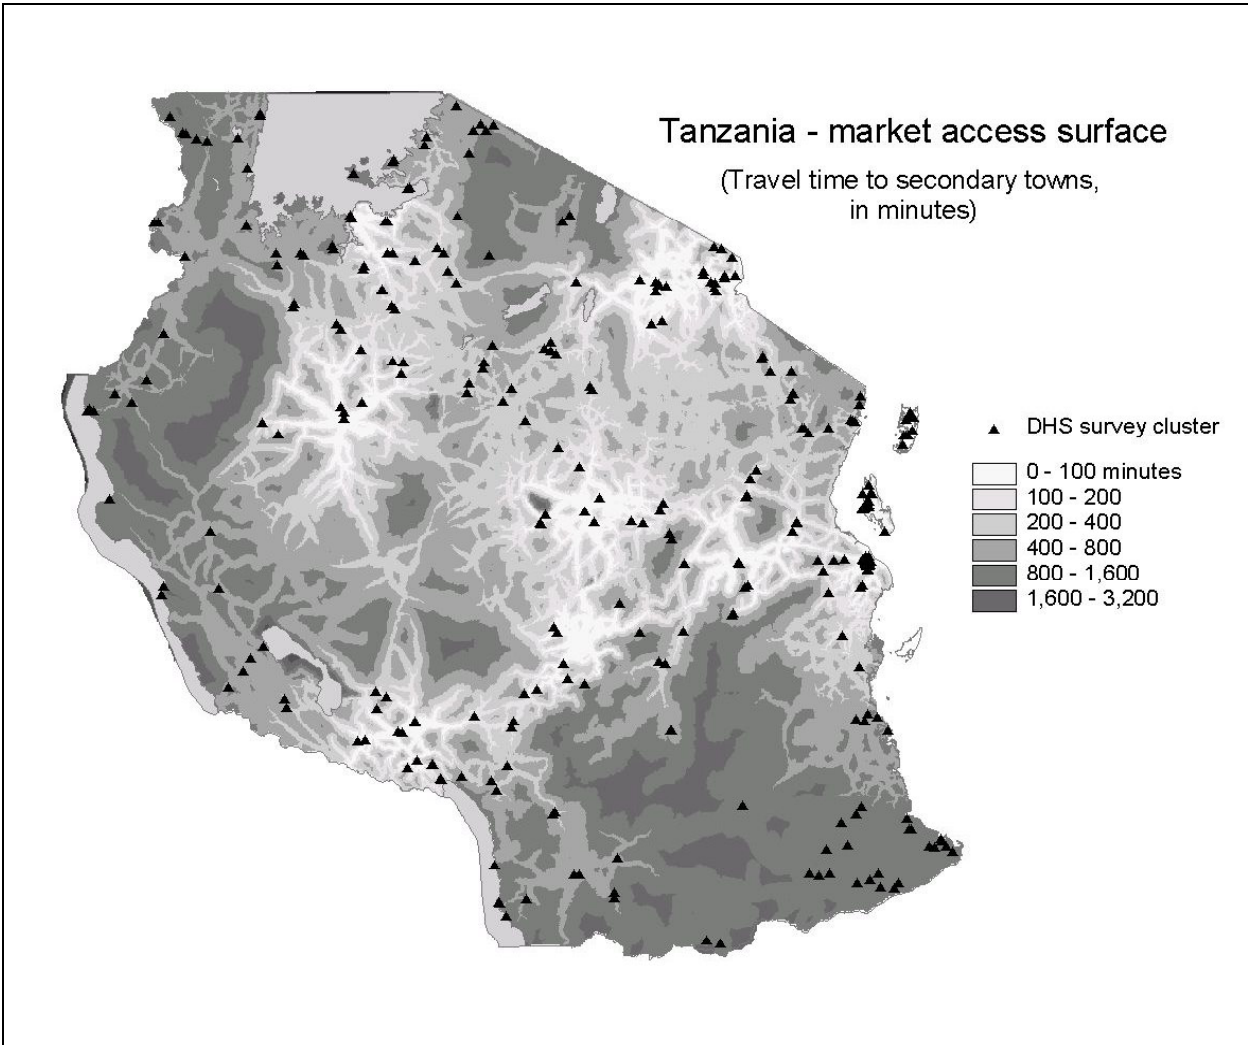 Tanzania - market access surface
(Travel time to secondary towns,
in minutes)
DHS survey cluster
0 - 100 minutes
100 - 200
200 - 400
400 - 800
800 - 1,600
1,600 - 3,200